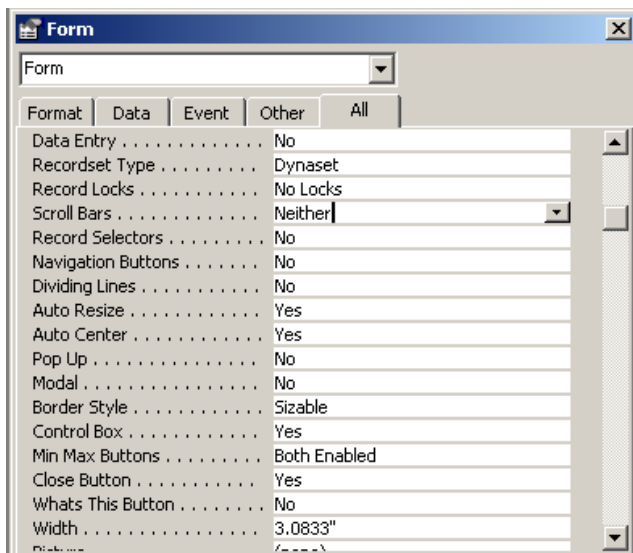 Form
Form
Format Data Event Other All
Data Entry . . . . . . . . . . . . . No
Recordset Type . . . . . . . . . Dynaset
Record Locks . . . . . . . . . . . No Locks
Scroll Bars . . . . . . . . . . . . . Neither
Record Selectors . . . . . . . . . No
Navigation Buttons . . . . . . . No
Dividing Lines . . . . . . . . . . . No
Auto Resize . . . . . . . . . . . . Yes
Auto Center . . . . . . . . . . . . Yes
Pop Up . . . . . . . . . . . . . . . No
Modal . . . . . . . . . . . . . . . . No
Border Style . . . . . . . . . . . . Sizable
Control Box . . . . . . . . . . . . Yes
Min Max Buttons . . . . . . . . . Both Enabled
Close Button . . . . . . . . . . . Yes
Whats This Button . . . . . . . . No
Width . . . . . . . . . . . . . . . . 3.0833"